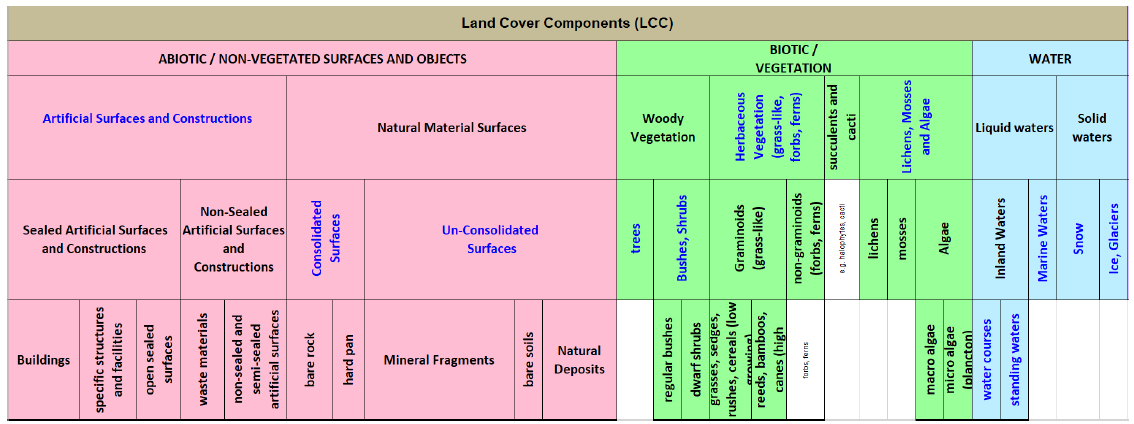 Land Cover Components (LCC)
ABIOTIC / NON-VEGETATED SURFACES AND OBJECTS
BIOTIC /
VEGETATION
WATER
Artificial Surfaces and Constructions
Natural Material Surfaces
Woody
Vegetation
Herbaceous
Vegetation
(grass-like,
forbs, ferns)
succulents and
cacti
Lichens, Mosses
and Algae
Liquid waters
Solid
waters
Sealed Artificial Surfaces
and Constructions
Non-Sealed
Artificial Surfaces
and
Constructions
Consolidated
Surfaces
Un-Consolidated
Surfaces
trees
Bushes, Shrubs
Graminoids
(grass-like)
non-graminoids
(forbs, ferns)
e.g. halophytes, cacti
lichens
mosses
Algae
Inland Waters
Marine Waters
Snow
Ice, Glaciers
Buildings
specific structures
and facilities
open sealed
surfaces
waste materials
non-sealed and
semi-sealed
artificial surfaces
bare rock
hard pan
Mineral Fragments
bare soils
Natural
Deposits
regular bushes
dwarf shrubs
grasses, sedges,
rushes, cereals (low
growing)
reeds, bamboos,
canes (high
forbs, ferns
macro algae
micro algae
(plancton)
water courses
standing waters